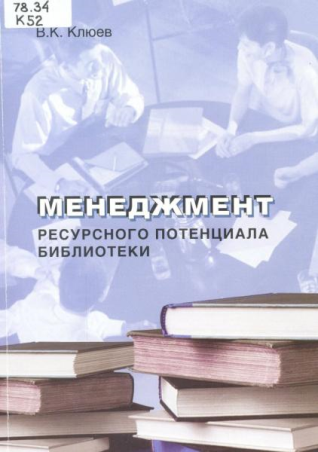 78.34
К52
В.К. Клюев
МЕНЕДЖМЕНТ
РЕСУРСНОГО ПОТЕНЦИАЛА
БИБЛИОТЕКИ